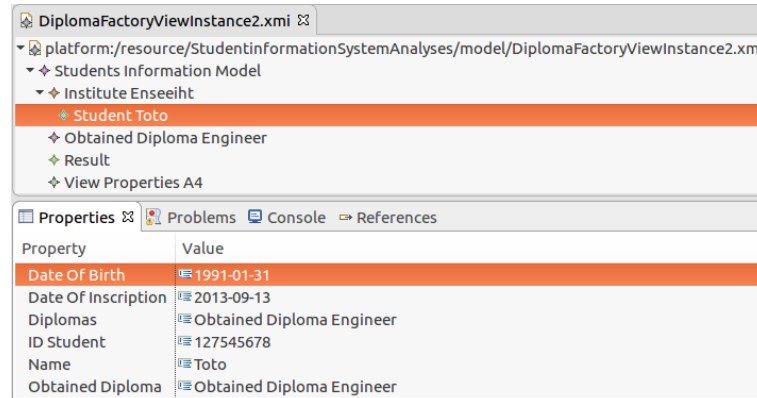 DiplomaFactoryViewInstance2.xmi
platform:/resource/StudentinformationSystemAnalyses/model/DiplomaFactoryViewInstance2.xm
Students Information Model
Institute Enseeiht
Student Toto
Obtained Diploma Engineer
Result
View Properties A4
Properties Problems Console References
Property Value
Date Of Birth 1991-01-31
Date Of Inscription 2013-09-13
Diplomas Obtained Diploma Engineer
ID Student 127545678
Name Toto
Obtained Diploma Obtained Diploma Engineer